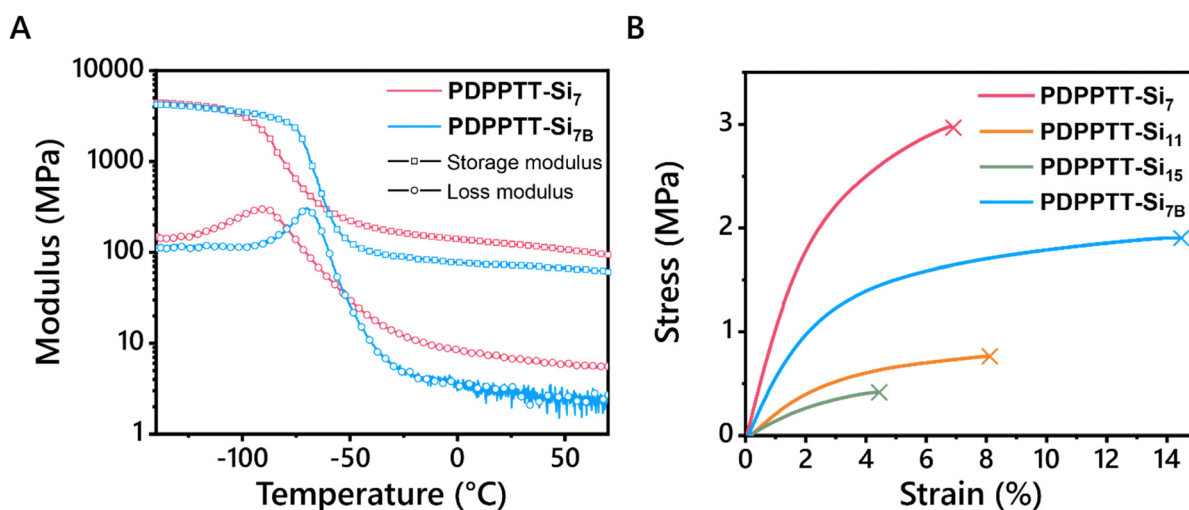 A
Modulus (MPa)
10000
1000
100
10
1
PDPPTT-Si₇
PDPPTT-Si₇B
Storage modulus
Loss modulus
-100
-50
0
50
Temperature (°C)
B
Stress (MPa)
3
2
1
0
PDPPTT-Si₇
PDPPTT-Si₁₁
PDPPTT-Si₁₅
PDPPTT-Si₇B
0
2
4
6
8
10
12
14
Strain (%)